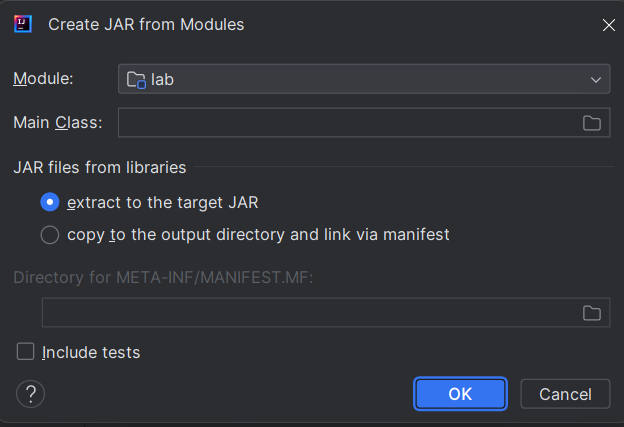 Create JAR from Modules
Module: lab
Main Class:
JAR files from libraries
extract to the target JAR
copy to the output directory and link via manifest
Directory for META-INF/MANIFEST.MF:
Include tests
? OK Cancel